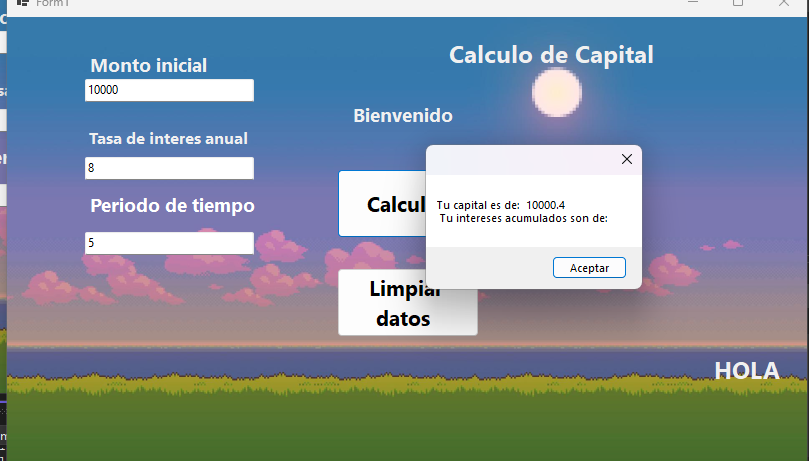 Form1
Calculo de Capital
Monto inicial
10000
Bienvenido
Tasa de interes anual
8
Periodo de tiempo
5
Calcul
Tu capital es de: 10000.4
Tu intereses acumulados son de:
Aceptar
Limpiar
datos
HOLA